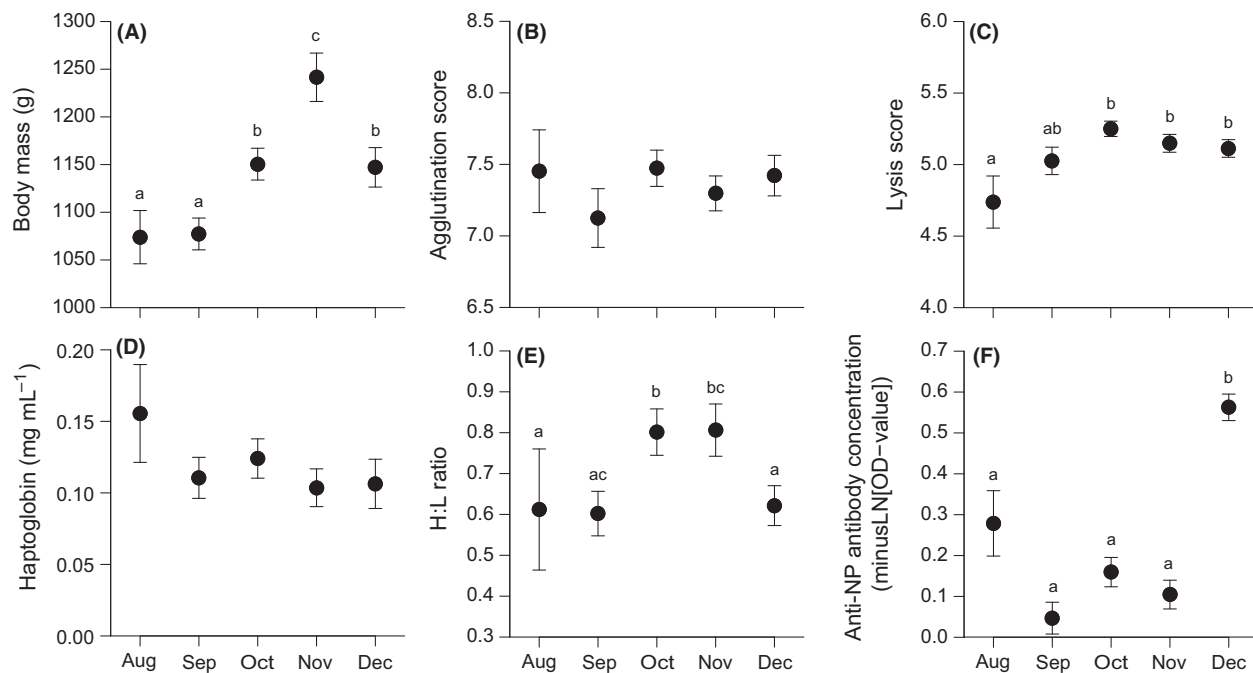 (A)
Body mass (g)
1300
1250
1200
1150
1100
1050
1000
a
a
b
c
b
(B)
Agglutination score
8.5
8.0
7.5
7.0
6.5
(C)
Lysis score
6.0
5.5
5.0
4.5
4.0
a
ab
b
b
b
(D)
Haptoglobin (mg mL−1)
0.20
0.15
0.10
0.05
0.00
Aug Sep Oct Nov Dec
(E)
H:L ratio
1.0
0.9
0.8
0.7
0.6
0.5
0.4
0.3
a
ac
b
bc
a
Aug Sep Oct Nov Dec
(F)
Anti-NP antibody concentration
(minusLN[OD−value])
0.7
0.6
0.5
0.4
0.3
0.2
0.1
0.0
a
a
a
a
b
Aug Sep Oct Nov Dec